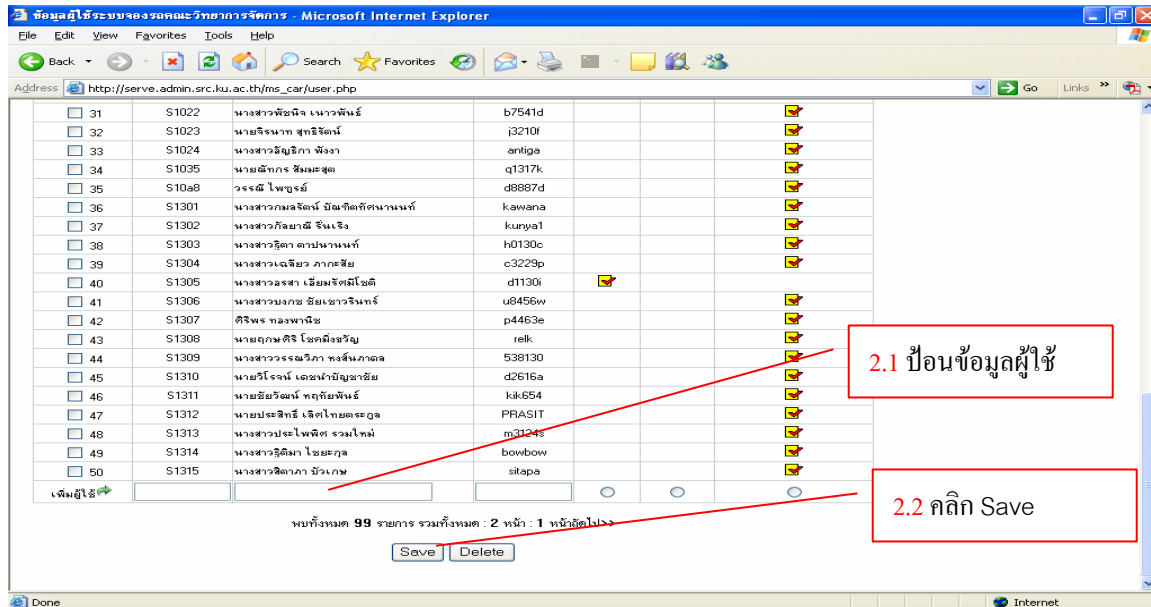 ข้อมูลผู้ใช้ระบบจองรถคณะวิทยาการจัดการ - Microsoft Internet Explorer
File Edit View Favorites Tools Help
Back Search Favorites
Address http://serve.admin.src.ku.ac.th/ms_car/user.php Go Links »
31 S1022 นางสาวพัชนิจ เนาวพันธ์ b7541d
32 S1023 นายจิรนาท สุทธิรัตน์ j3210f
33 S1024 นางสาวธัญธิกา พังงา antiga
34 S1035 นายณัทกร สัมมะสุต q1317k
35 S10a8 วรรณี ไพฑูรย์ d8887d
36 S1301 นางสาวกมลรัตน์ บัณฑิตทัศนานนท์ kawana
37 S1302 นางสาวกัลยาณี รื่นเริง kunya1
38 S1303 นางสาวฐิตา ตาปนานนท์ h0130c
39 S1304 นางสาวเฉลียว ภากะสัย c3229p
40 S1305 นางสาวอรสา เอี่ยมรัศมีโชติ d1130i
41 S1306 นางสาวบงกช ชัยเชาวรินทร์ u8456w
42 S1307 ศิริพร ทองพานิช p4463e
43 S1308 นายฤกษศิริ โชคมิ่งขวัญ relk
44 S1309 นางสาววรรณวิภา หงส์นภาดล 538130
45 S1310 นายวิโรจน์ เดชนำบัญชาชัย d2616a
46 S1311 นายชัยวัฒน์ หฤทัยพันธ์ kik654
47 S1312 นายประสิทธิ์ เลิศไทยตระกูล PRASIT
48 S1313 นางสาวประไพพิศ รวมใหม่ m3124s
49 S1314 นางสาวฐิติมา ไชยะกุล bowbow
50 S1315 นางสาวสิตาภา บัวเกษ sitapa
เพิ่มผู้ใช้
พบทั้งหมด 99 รายการ รวมทั้งหมด : 2 หน้า : 1 หน้าถัดไป>>
Save Delete
2.1 ป้อนข้อมูลผู้ใช้
2.2 คลิก Save
Done Internet